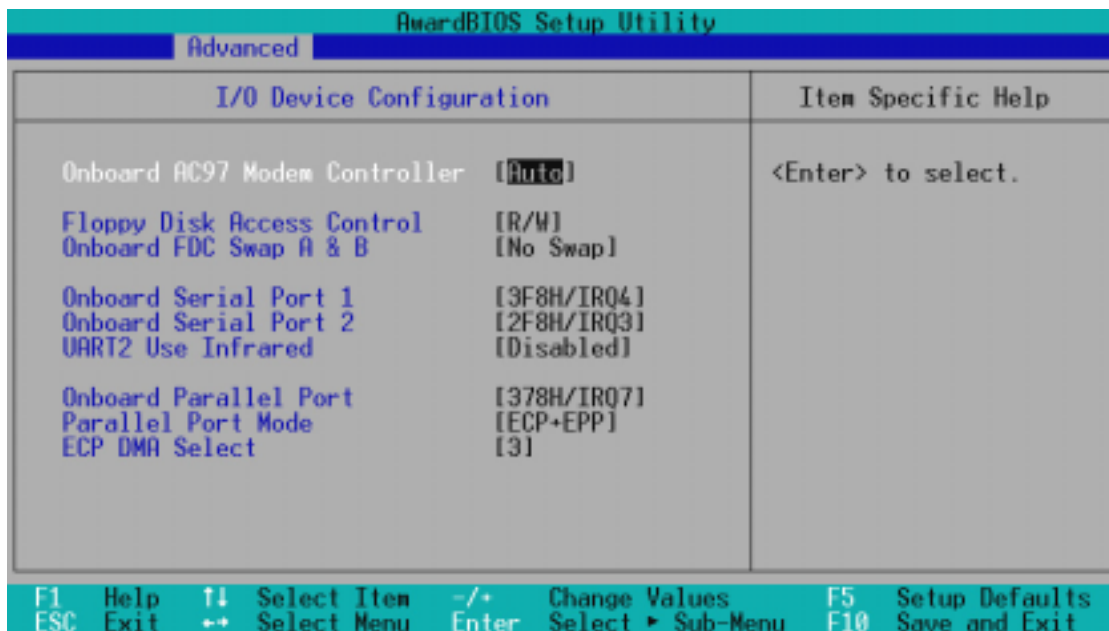 AwardBIOS Setup Utility
Advanced
I/O Device Configuration
Item Specific Help
Onboard AC97 Modem Controller [Auto]
<Enter> to select.
Floppy Disk Access Control [R/W]
Onboard FDC Swap A & B [No Swap]
Onboard Serial Port 1 [3F8H/IRQ4]
Onboard Serial Port 2 [2F8H/IRQ3]
UART2 Use Infrared [Disabled]
Onboard Parallel Port [378H/IRQ7]
Parallel Port Mode [ECP+EPP]
ECP DMA Select [3]
F1 Help ↑↓ Select Item -/+ Change Values F5 Setup Defaults
ESC Exit ←→ Select Menu Enter Select ► Sub-Menu F10 Save and Exit